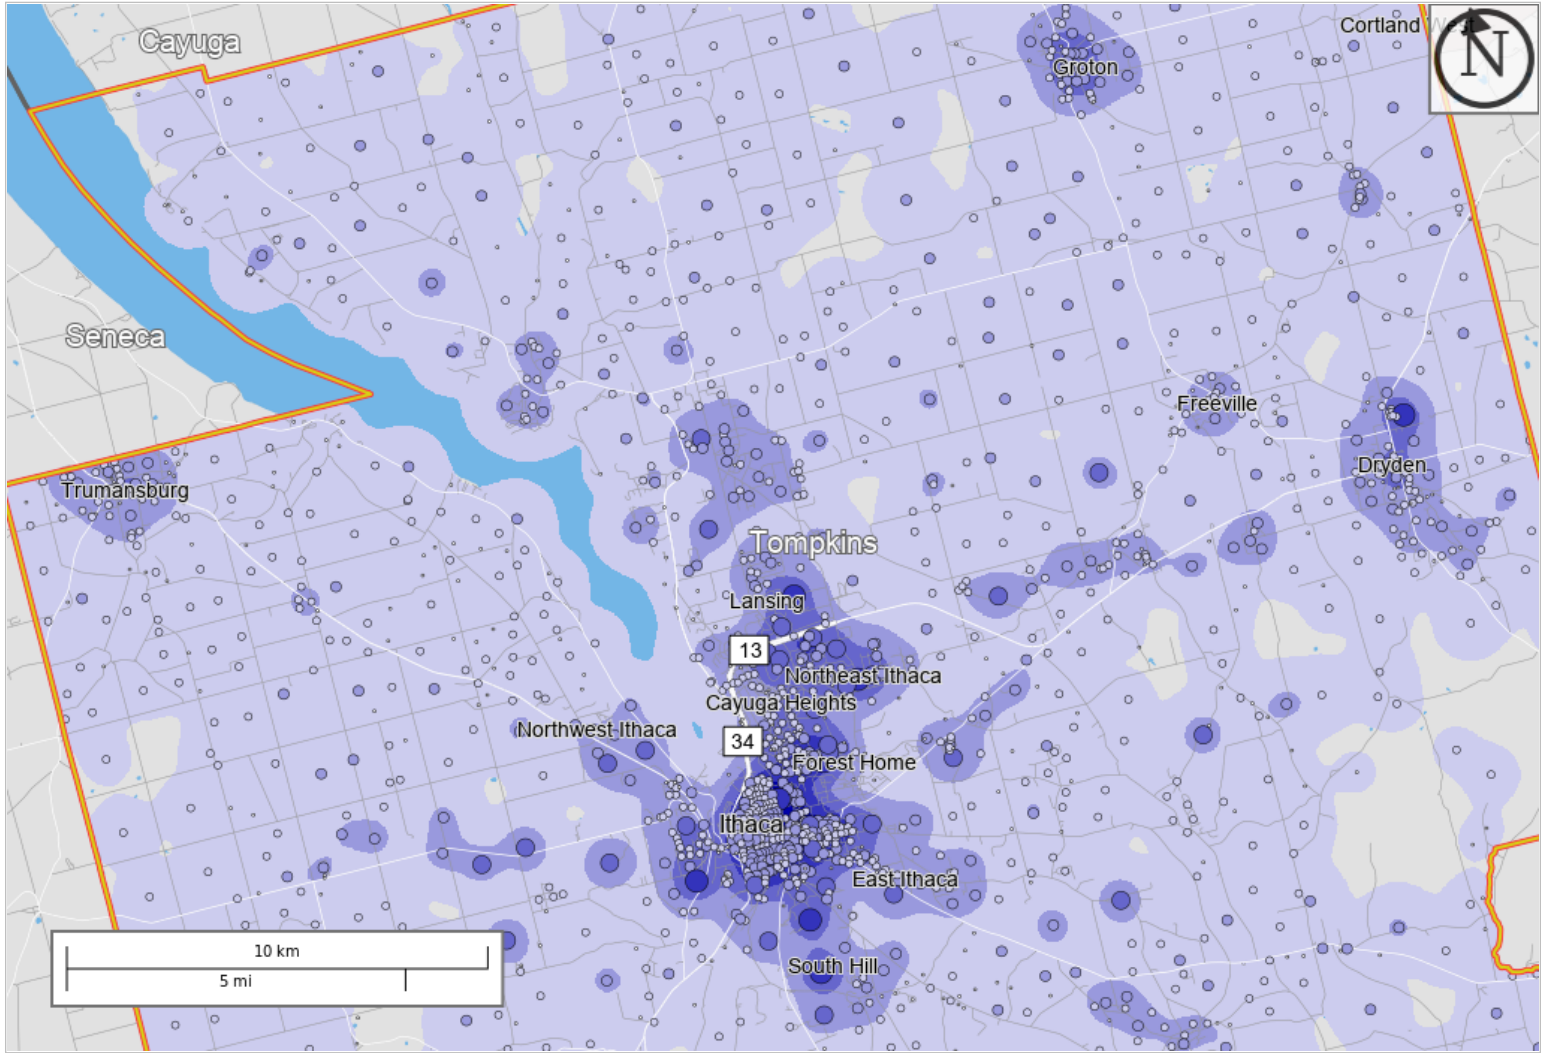 Cortland West
N
Cayuga
Groton
Seneca
Freeville
Dryden
Trumansburg
Tompkins
Lansing
13
Northeast Ithaca
Cayuga Heights
Northwest Ithaca
34
Forest Home
Ithaca
East Ithaca
South Hill
10 km
5 mi